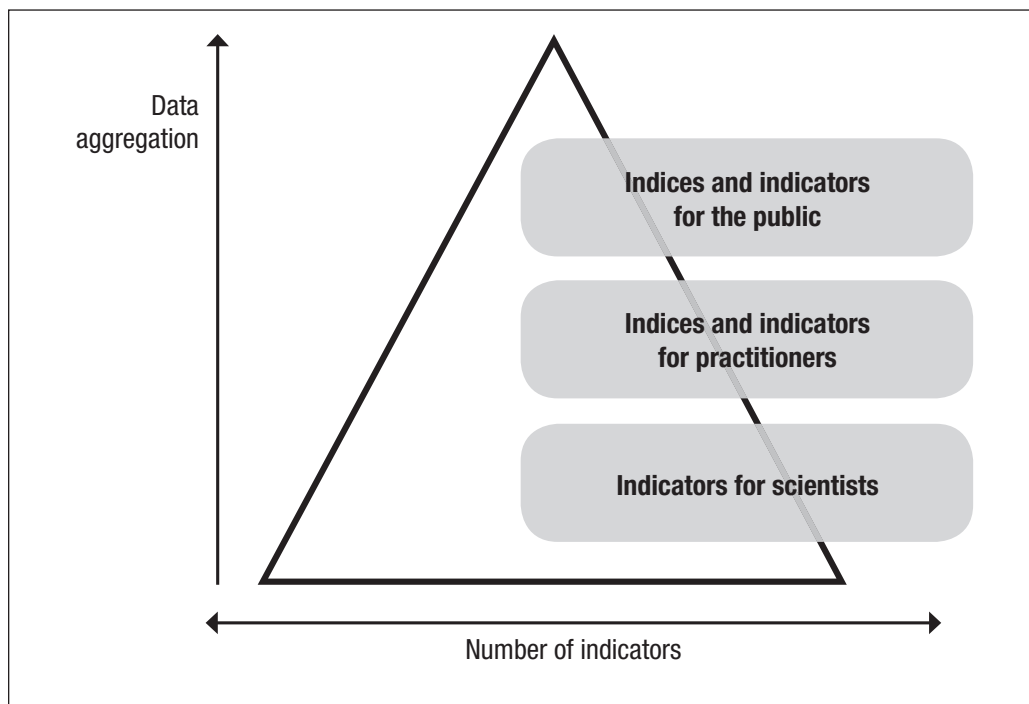 Data
aggregation
Indices and indicators
for the public
Indices and indicators
for practitioners
Indicators for scientists
Number of indicators